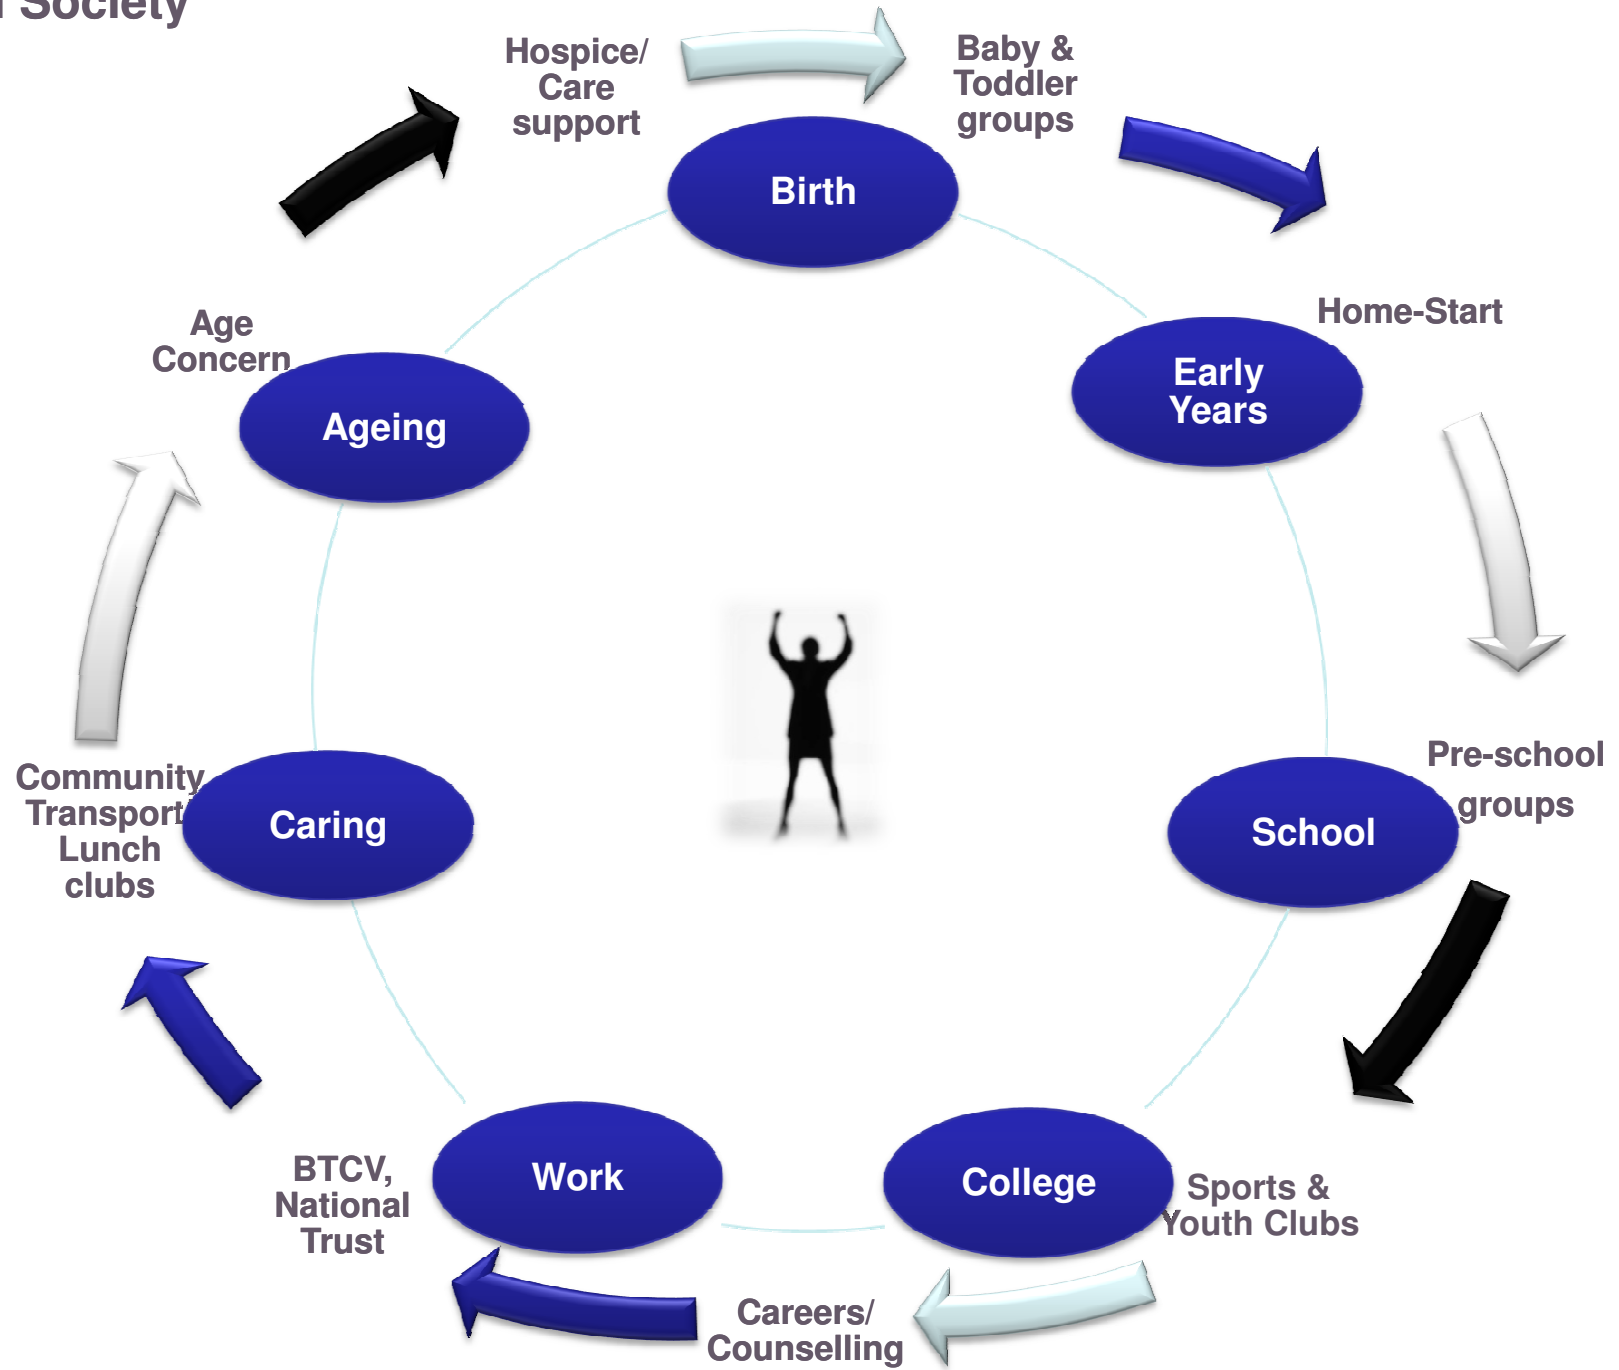 Society
Hospice/
Care
support
Baby &
Toddler
groups
Birth
Home-Start
Early
Years
Age
Concern
Ageing
Pre-school
groups
School
Community
Transport/
Lunch
clubs
Caring
Sports &
Youth Clubs
College
Careers/
Counselling
Work
BTCV,
National
Trust